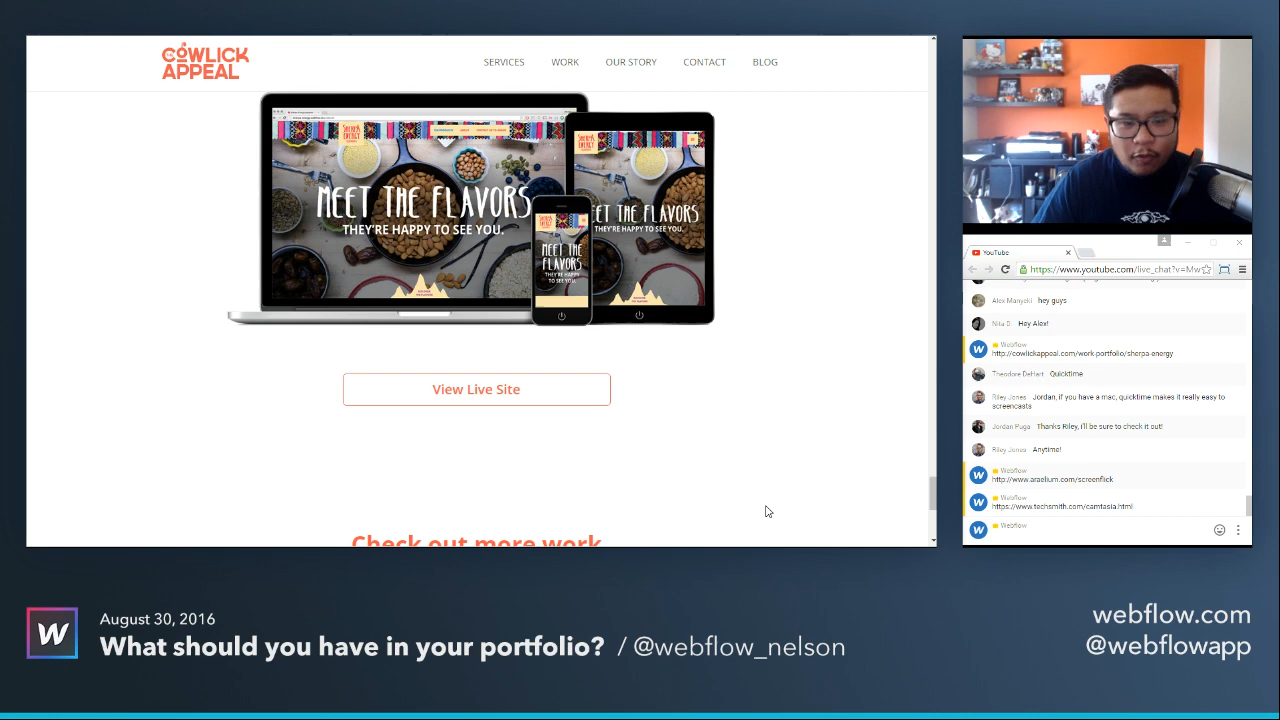 COWLICK
APPEAL
SERVICES
WORK
OUR STORY
CONTACT
BLOG
SHERPA
ENERGY
MEET THE FLAVORS
THEY'RE HAPPY TO SEE YOU.
MEET THE FLAVORS
THEY'RE HAPPY TO SEE YOU.
MEET THE
FLAVORS
THEY'RE HAPPY
TO SEE YOU.
View Live Site
Check out more work
YouTube
https://www.youtube.com/live_chat?v=Mw
Alex Manyeki hey guys
Nita D. Hey Alex!
Webflow
http://cowlickappeal.com/work-portfolio/sherpa-energy
Theodore DeHart Quicktime
Riley Jones Jordan, if you have a mac, quicktime makes it really easy to
screencasts
Jordan Puga Thanks Riley, i'll be sure to check it out!
Riley Jones Anytime!
Webflow
http://www.araelium.com/screenflick
Webflow
https://www.techsmith.com/camtasia.html
Webflow
August 30, 2016
What should you have in your portfolio? / @webflow_nelson
webflow.com
@webflowapp